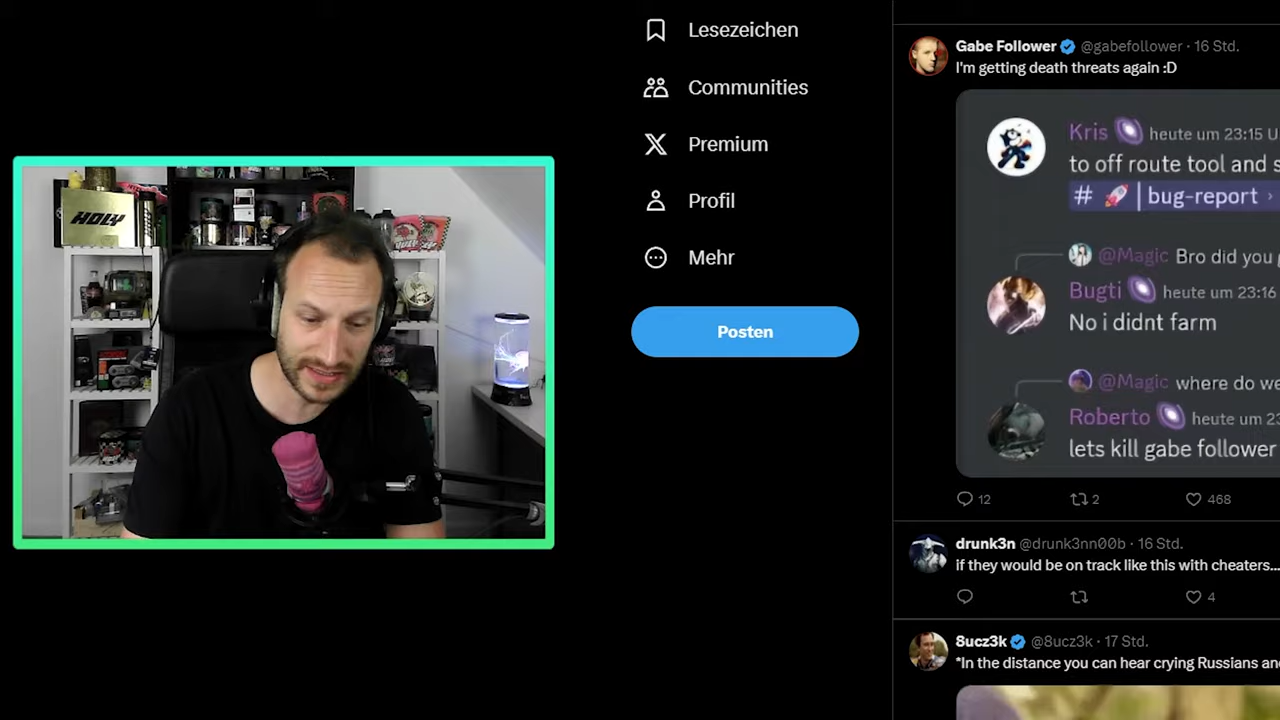 HOLY
Lesezeichen
Communities
Premium
Profil
Mehr
Posten
Gabe Follower @gabefollower · 16 Std.
I'm getting death threats again :D
Kris heute um 23:15 U
to off route tool and s
# 🚀 | bug-report ›
@Magic Bro did you
Bugti heute um 23:16
No i didnt farm
@Magic where do we
Roberto heute um 23
lets kill gabe follower
12 2 468
drunk3n @drunk3nn00b · 16 Std.
if they would be on track like this with cheaters...
4
8ucz3k @8ucz3k · 17 Std.
*In the distance you can hear crying Russians an